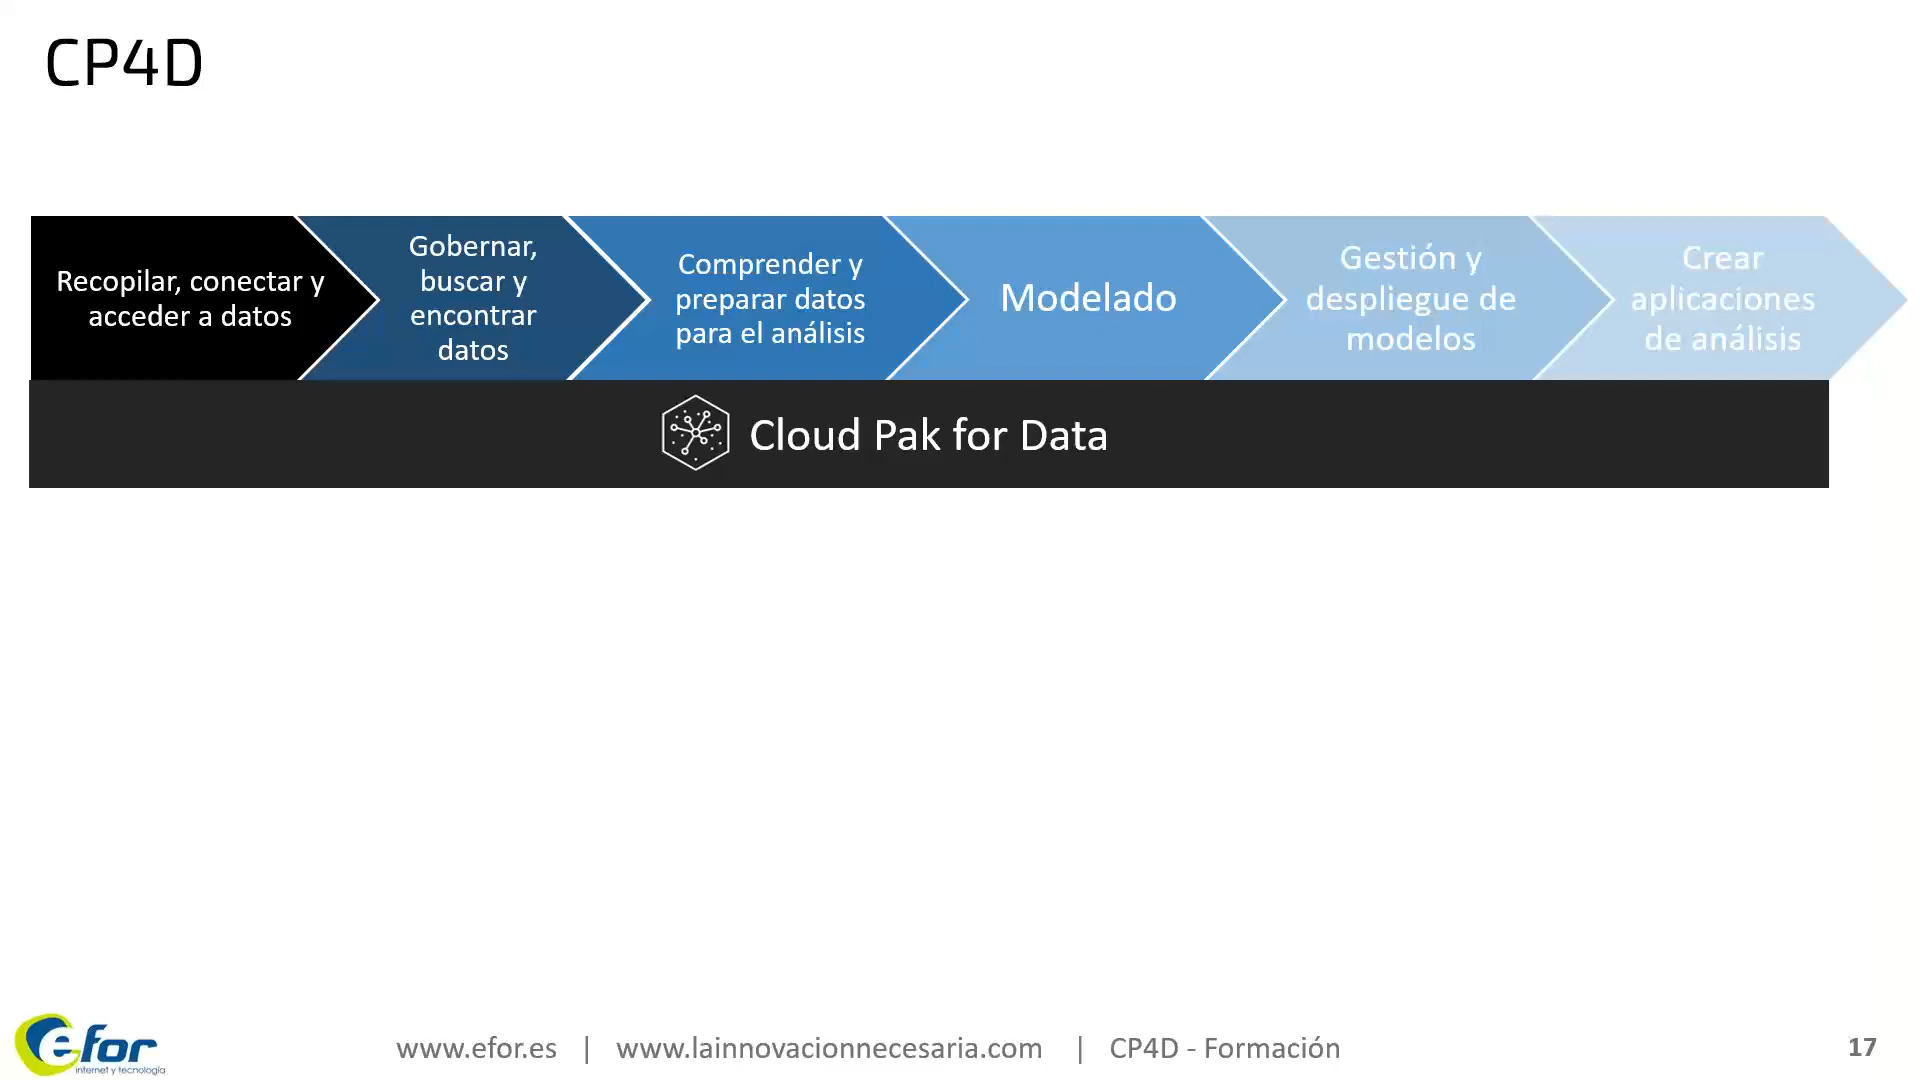 CP4D
Recopilar, conectar y
acceder a datos
Gobernar,
buscar y
encontrar
datos
Comprender y
preparar datos
para el análisis
Modelado
Gestión y
despliegue de
modelos
Crear
aplicaciones
de análisis
Cloud Pak for Data
e-for
internet y tecnología
www.efor.es | www.lainnovacionnecesaria.com | CP4D - Formación
17